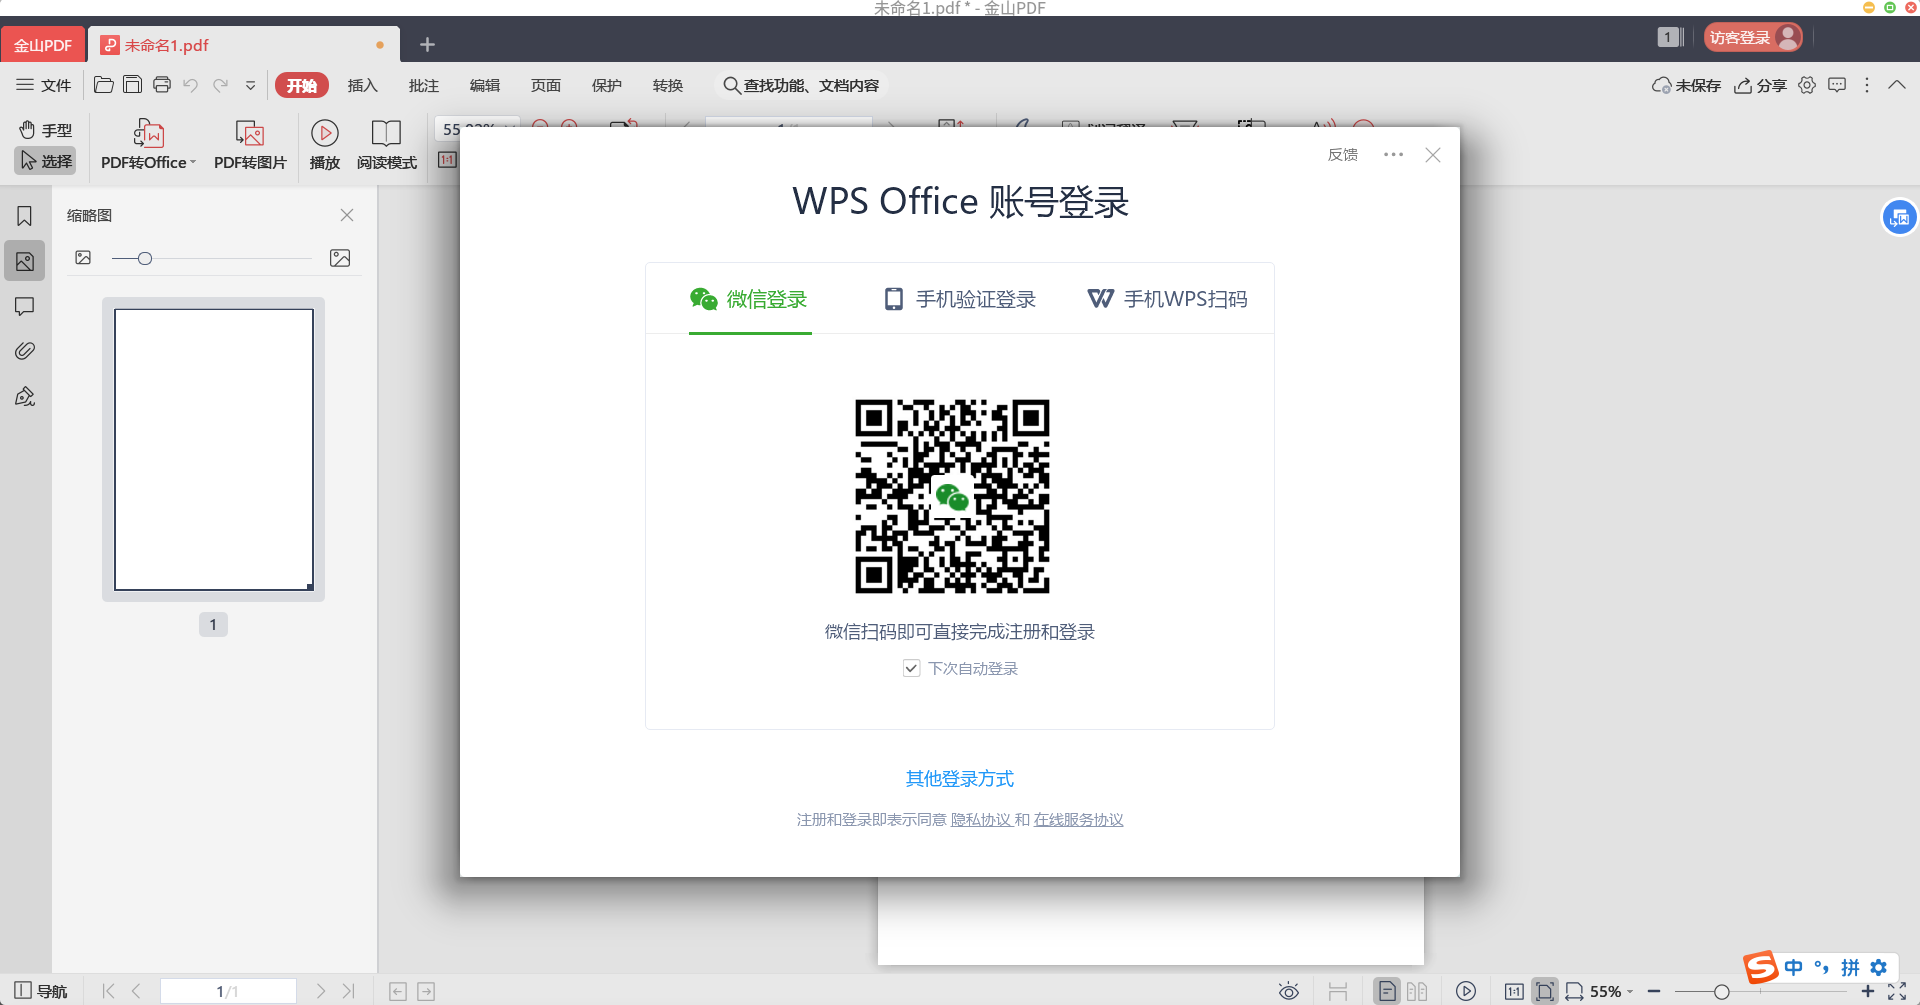 未命名1.pdf * - 金山PDF
金山PDF
未命名1.pdf
1
访客登录
文件
开始
插入
批注
编辑
页面
保护
转换
查找功能、文档内容
未保存
分享
手型
选择
PDF转Office
PDF转图片
播放
阅读模式
缩略图
1
反馈
WPS Office 账号登录
微信登录
手机验证登录
手机WPS扫码
微信扫码即可直接完成注册和登录
下次自动登录
其他登录方式
注册和登录即表示同意 隐私协议 和 在线服务协议
中 °, 拼
导航
1/1
1:1
55%